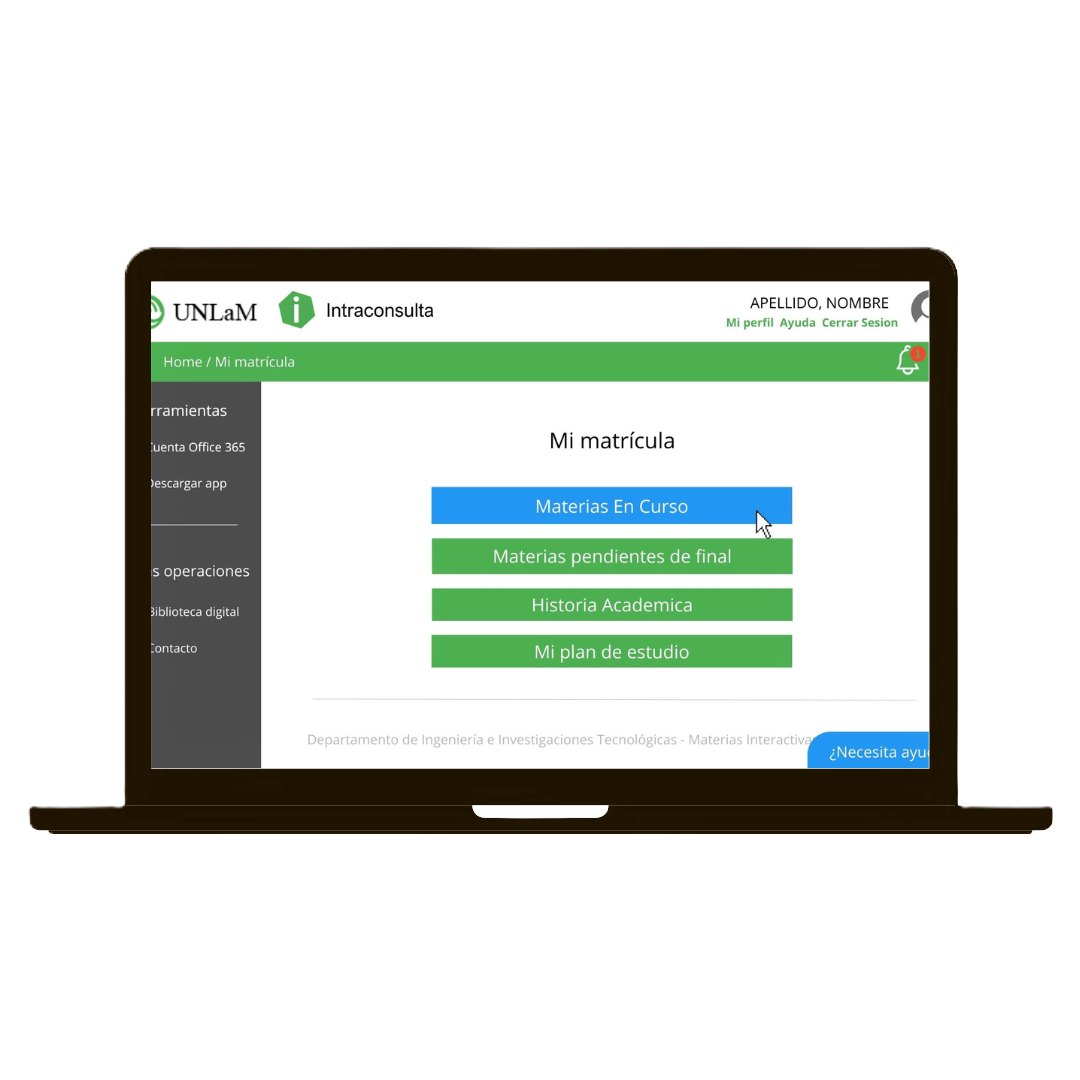 UNLaM
Intraconsulta
APELLIDO, NOMBRE
Mi perfil Ayuda Cerrar Sesion
Home / Mi matrícula
rramientas
Cuenta Office 365
Descargar app
s operaciones
Biblioteca digital
Contacto
Mi matrícula
Materias En Curso
Materias pendientes de final
Historia Academica
Mi plan de estudio
Departamento de Ingeniería e Investigaciones Tecnológicas - Materias Interactiva
¿Necesita ayu